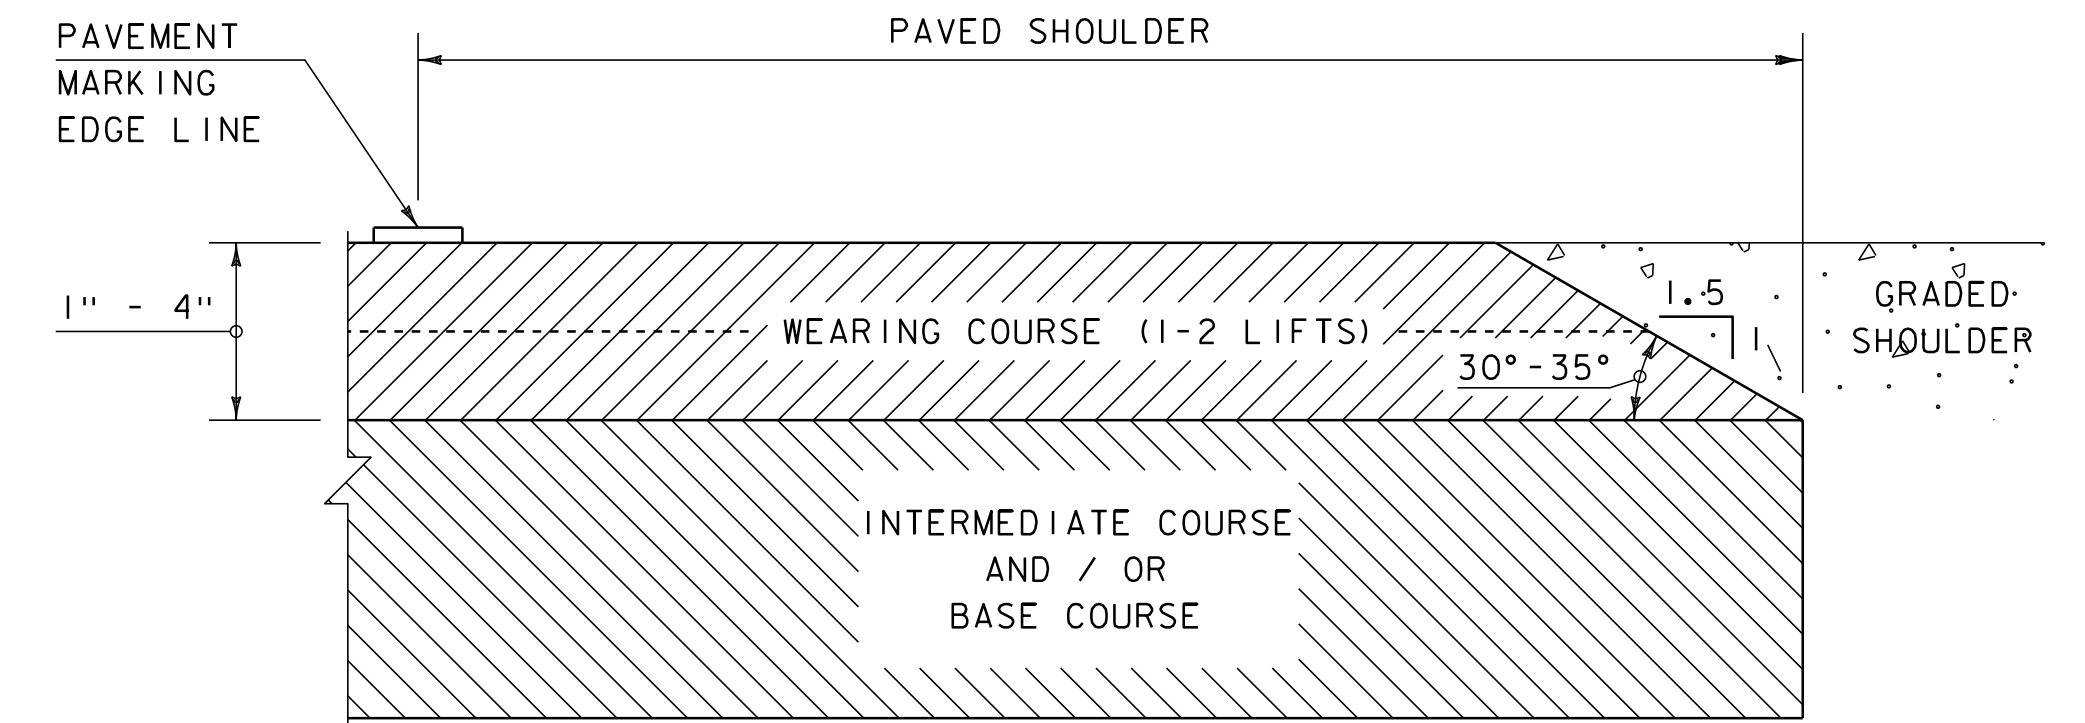 PAVEMENT
MARKING
EDGE LINE
PAVED SHOULDER
1" - 4"
WEARING COURSE (1-2 LIFTS)
30°-35°
1.5
1
GRADED
SHOULDER
INTERMEDIATE COURSE
AND / OR
BASE COURSE